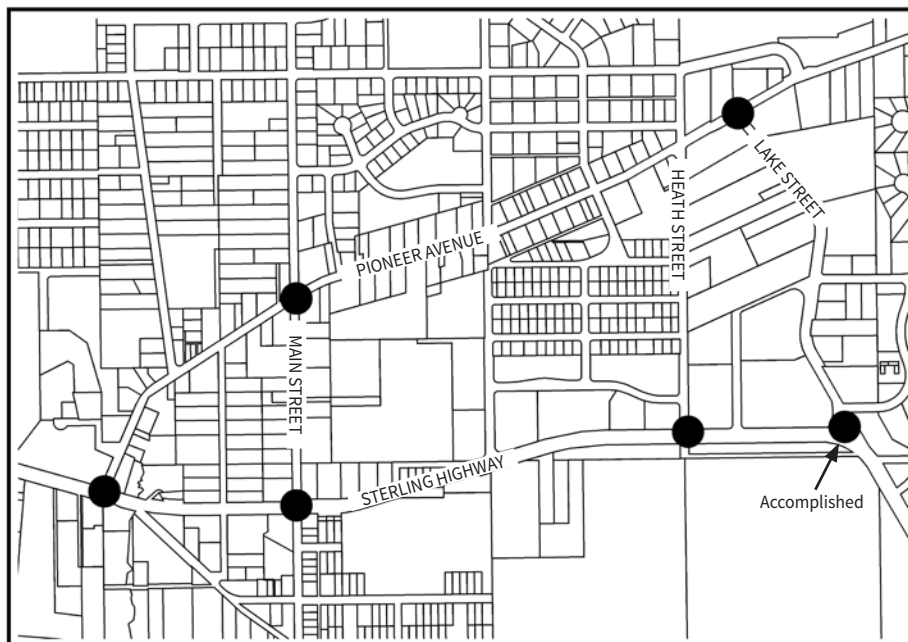 LAKE STREET
HEATH STREET
PIONEER AVENUE
MAIN STREET
STERLING HIGHWAY
Accomplished